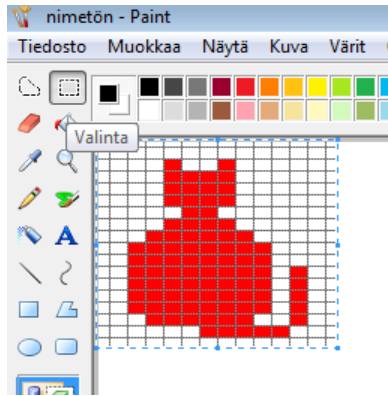 nimetön - Paint
Tiedosto Muokkaa Näytä Kuva Värit
Valinta
A